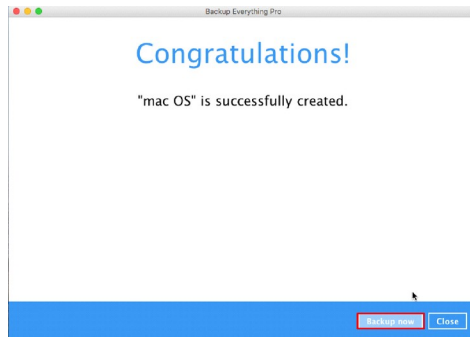 Backup Everything Pro
Congratulations!
"mac OS" is successfully created.
Backup now
Close